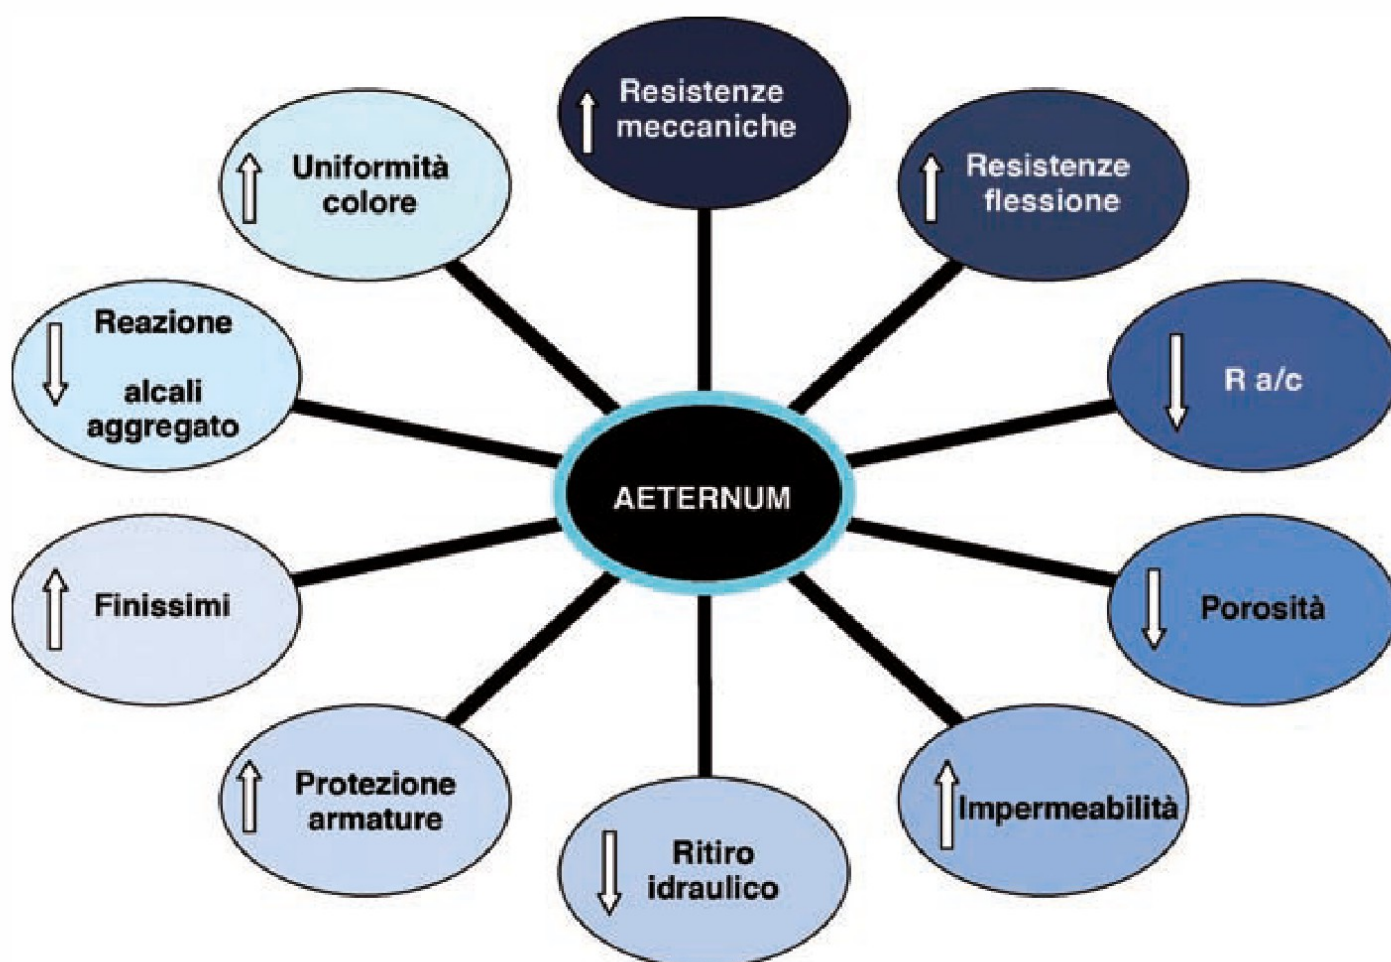 Resistenze
meccaniche
Resistenze
flessione
R a/c
Porosità
Impermeabilità
Ritiro
idraulico
Protezione
armature
Finissimi
Reazione
alcali
aggregato
Uniformità
colore
AETERNUM